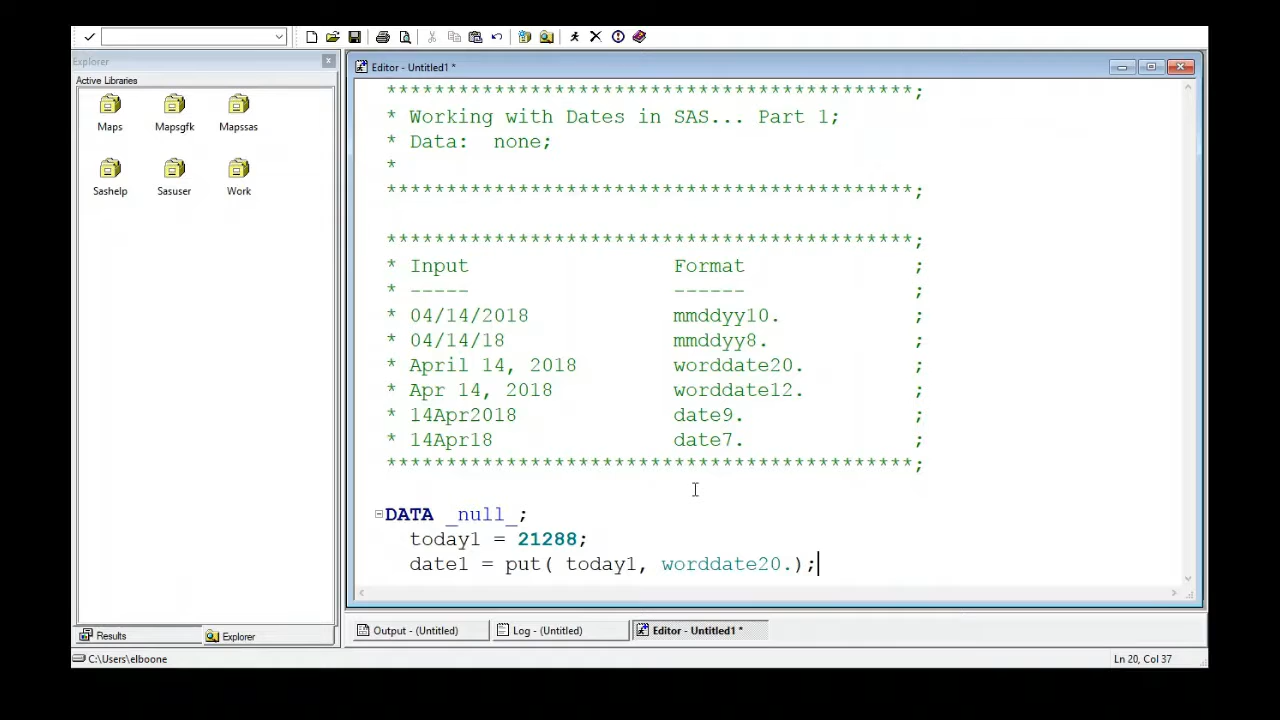 Explorer
Active Libraries
Maps
Mapsgfk
Mapssas
Sashelp
Sasuser
Work
Results
Explorer
Editor - Untitled1 *
********************************************;
* Working with Dates in SAS... Part 1;
* Data: none;
*
********************************************;
********************************************;
* Input Format ;
* ----- ------ ;
* 04/14/2018 mmddyy10. ;
* 04/14/18 mmddyy8. ;
* April 14, 2018 worddate20. ;
* Apr 14, 2018 worddate12. ;
* 14Apr2018 date9. ;
* 14Apr18 date7. ;
********************************************;
DATA _null_;
today1 = 21288;
date1 = put( today1, worddate20.);
Output - (Untitled)
Log - (Untitled)
Editor - Untitled1 *
C:\Users\elboone
Ln 20, Col 37